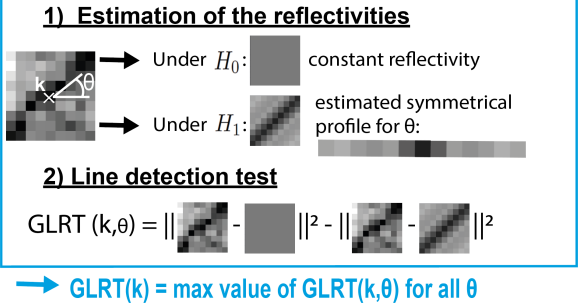 1) Estimation of the reflectivities
Under H₀: constant reflectivity
k θ
Under H₁: estimated symmetrical
profile for θ:
2) Line detection test
GLRT (k,θ) = || - ||² - || - ||²
GLRT(k) = max value of GLRT(k,θ) for all θ